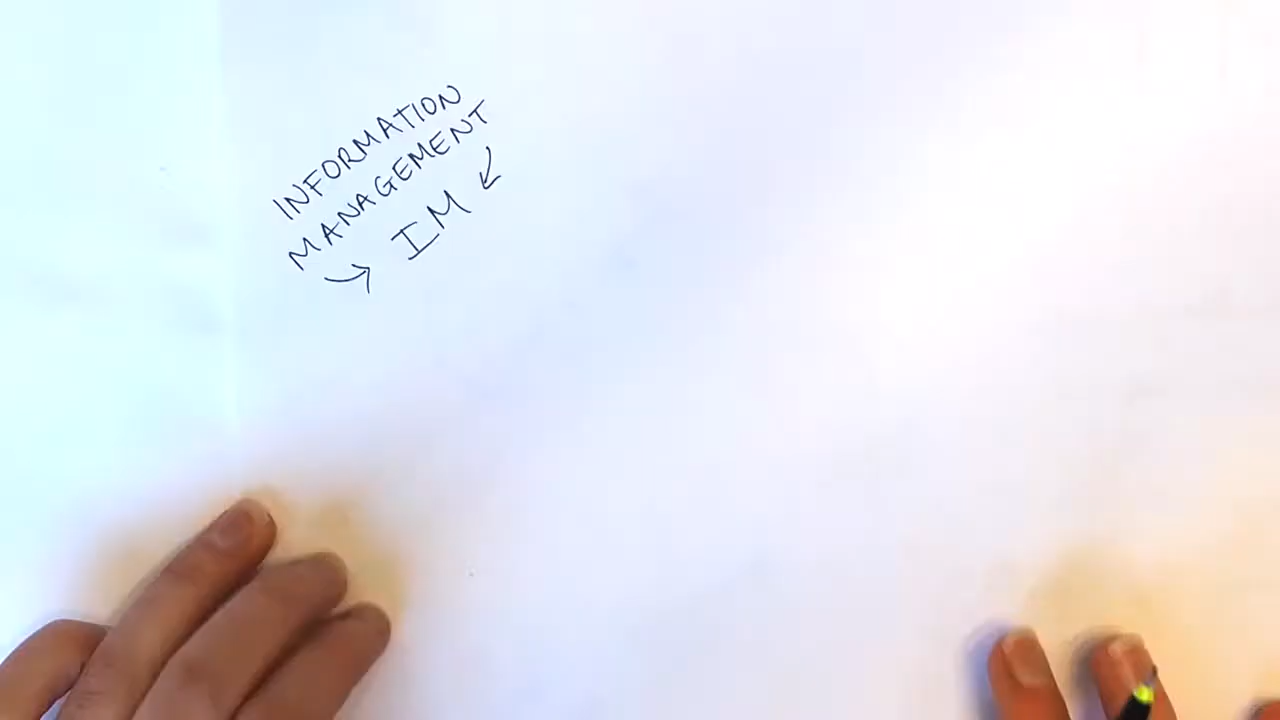 INFORMATION
MANAGEMENT
→ IM ↙